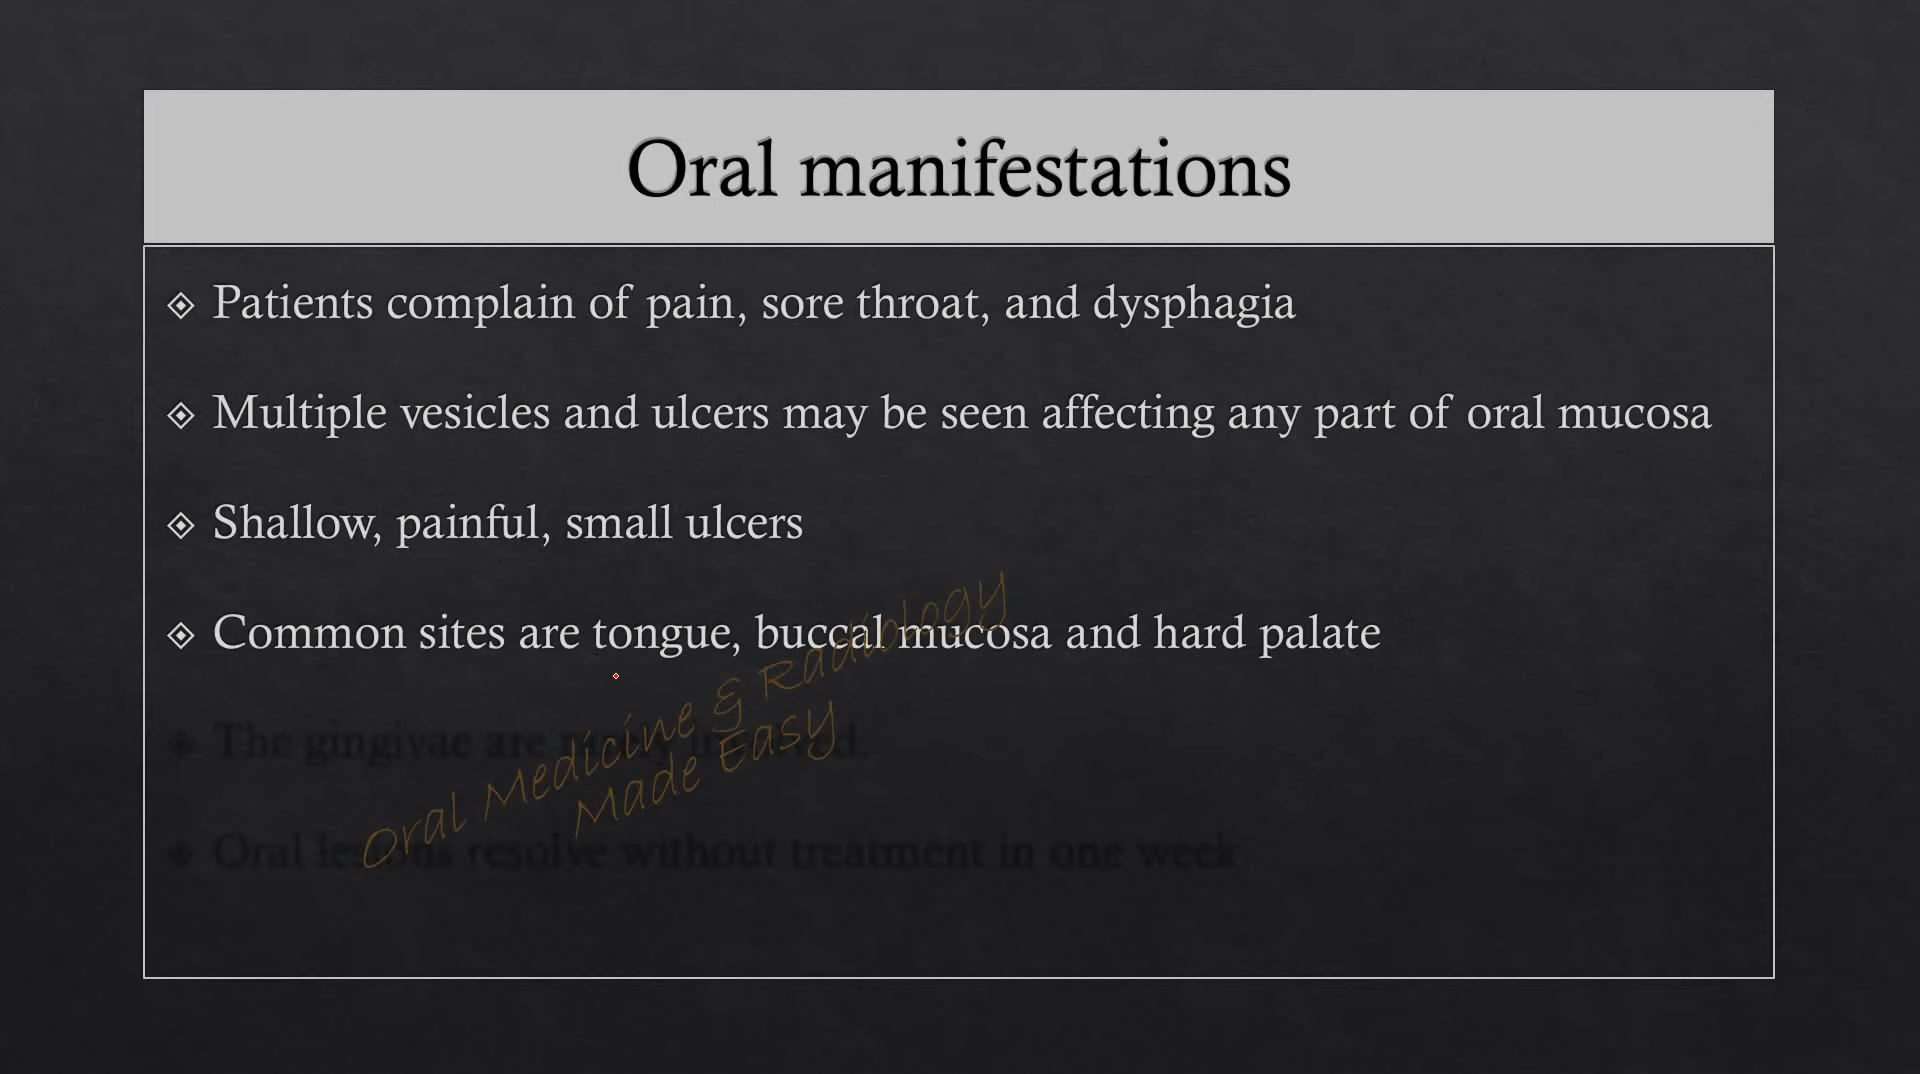 Oral manifestations
Patients complain of pain, sore throat, and dysphagia
Multiple vesicles and ulcers may be seen affecting any part of oral mucosa
Shallow, painful, small ulcers
Common sites are tongue, buccal mucosa and hard palate
The gingivae are
Oral lesions resolve without treatment in one week
Oral Medicine & Radiology
Made Easy